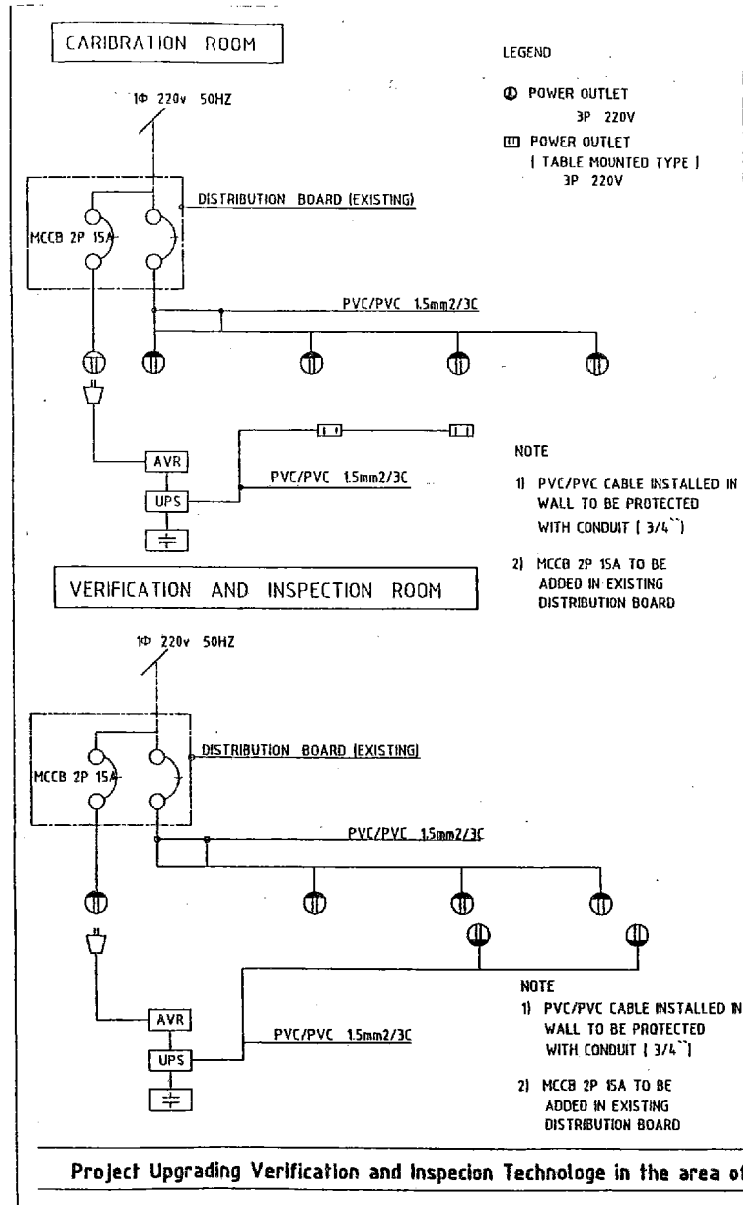 CARIBRATION ROOM
LEGEND
POWER OUTLET
3P 220V
POWER OUTLET
( TABLE MOUNTED TYPE )
3P 220V
1Φ 220v 50HZ
DISTRIBUTION BOARD (EXISTING)
MCCB 2P 15A
PVC/PVC 1.5mm2/3C
AVR
UPS
PVC/PVC 1.5mm2/3C
NOTE
1) PVC/PVC CABLE INSTALLED IN
WALL TO BE PROTECTED
WITH CONDUIT ( 3/4``)
2) MCCB 2P 15A TO BE
ADDED IN EXISTING
DISTRIBUTION BOARD
VERIFICATION AND INSPECTION ROOM
1Φ 220v 50HZ
DISTRIBUTION BOARD (EXISTING)
MCCB 2P 15A
PVC/PVC 1.5mm2/3C
AVR
UPS
PVC/PVC 1.5mm2/3C
NOTE
1) PVC/PVC CABLE INSTALLED IN
WALL TO BE PROTECTED
WITH CONDUIT ( 3/4``)
2) MCCB 2P 15A TO BE
ADDED IN EXISTING
DISTRIBUTION BOARD
Project Upgrading Verification and Inspecion Technologe in the area of